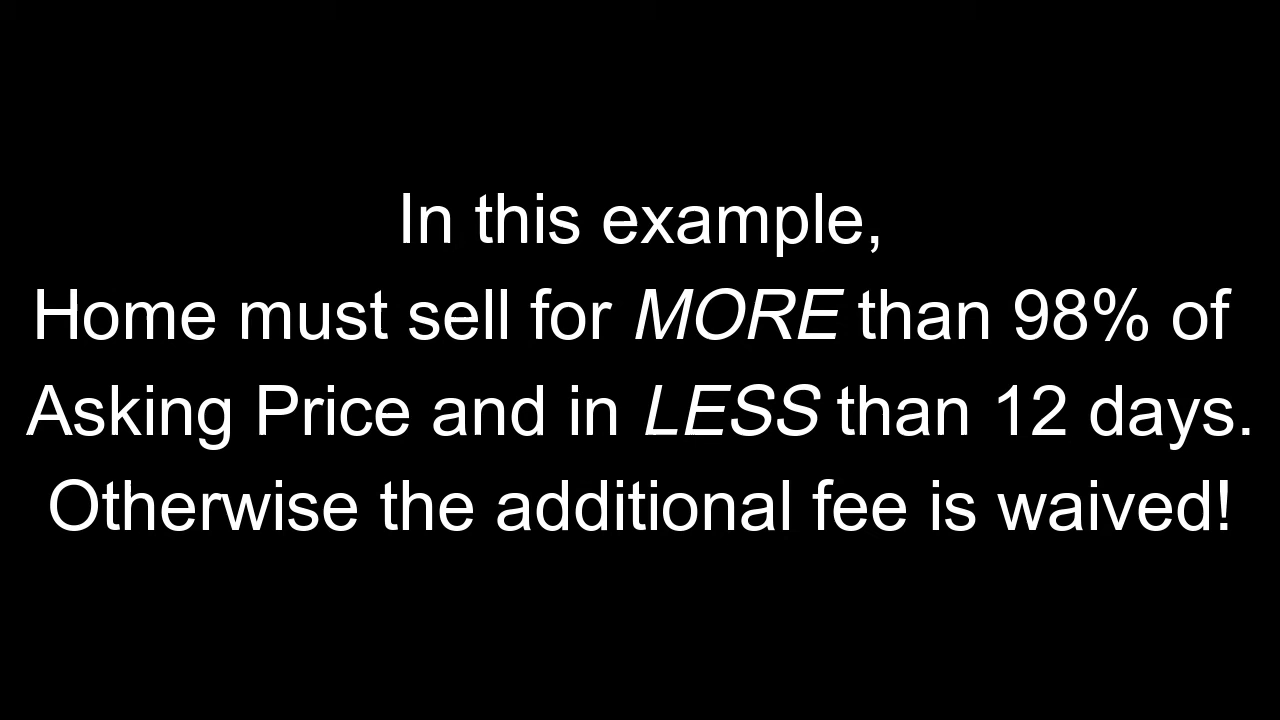 In this example,
Home must sell for MORE than 98% of
Asking Price and in LESS than 12 days.
Otherwise the additional fee is waived!